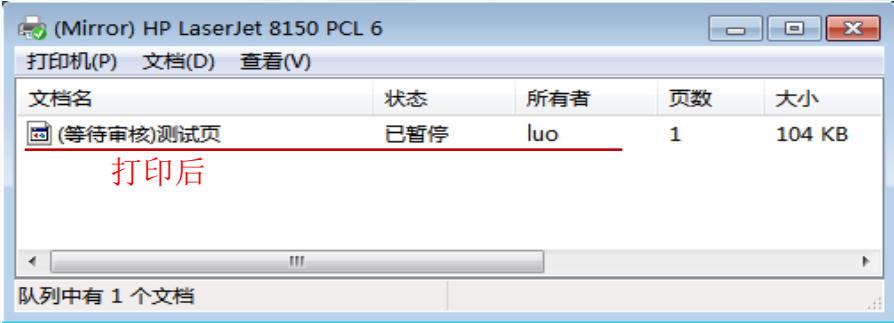 (Mirror) HP LaserJet 8150 PCL 6
打印机(P) 文档(D) 查看(V)
文档名 状态 所有者 页数 大小
(等待审核)测试页 已暂停 luo 1 104 KB
打印后
队列中有 1 个文档